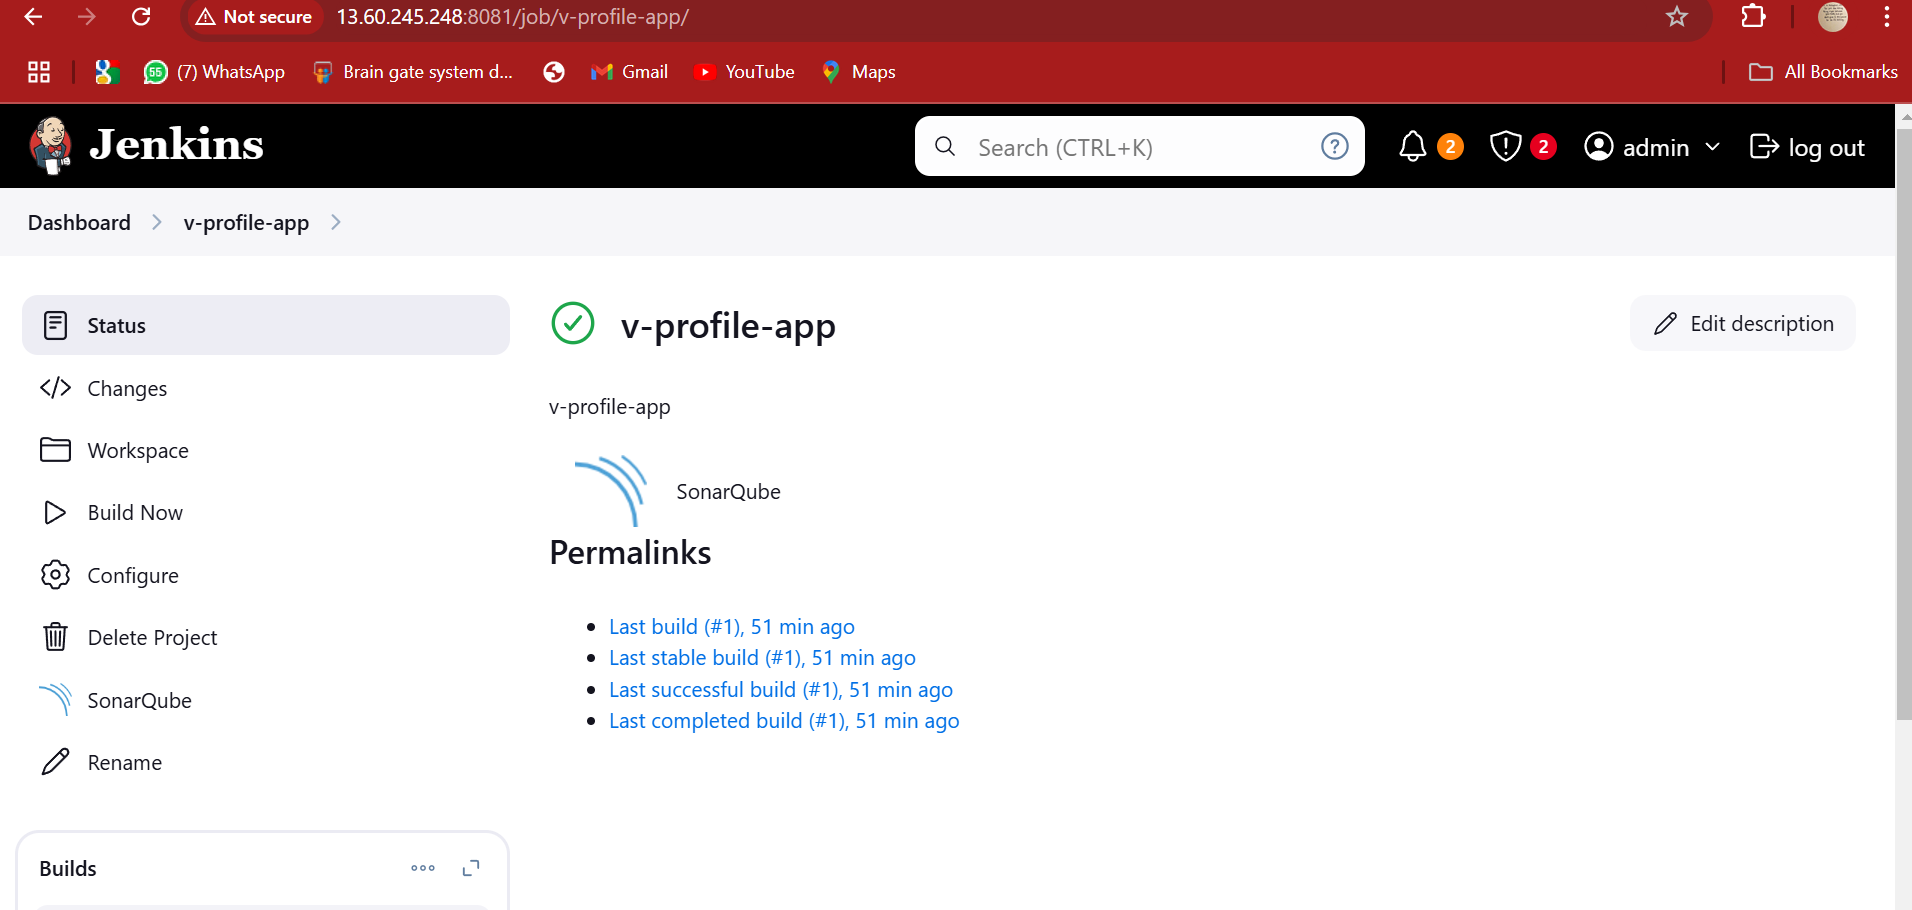 Not secure 13.60.245.248:8081/job/v-profile-app/
55 (7) WhatsApp Brain gate system d... Gmail YouTube Maps All Bookmarks
Jenkins Search (CTRL+K) ? 2 2 admin log out
Dashboard v-profile-app
Status
Changes
Workspace
Build Now
Configure
Delete Project
SonarQube
Rename
Builds
v-profile-app
Edit description
v-profile-app
SonarQube
Permalinks
Last build (#1), 51 min ago
Last stable build (#1), 51 min ago
Last successful build (#1), 51 min ago
Last completed build (#1), 51 min ago